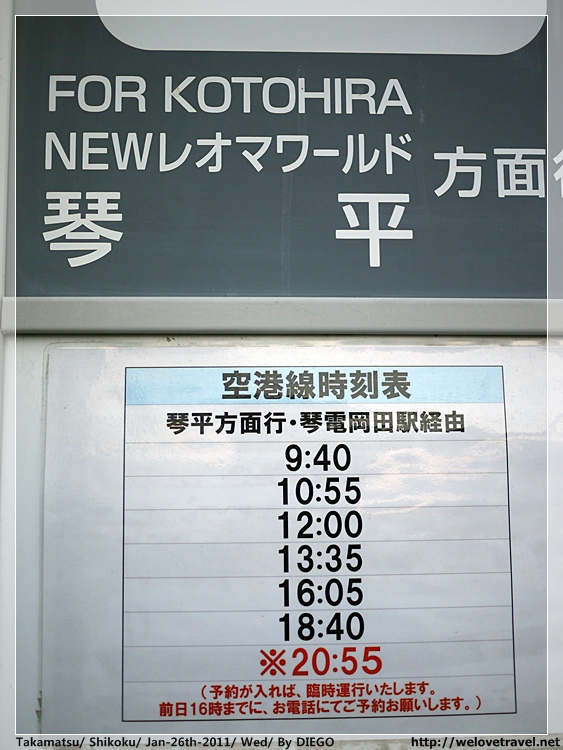 FOR KOTOHIRA
NEWレオマワールド
琴平
方面
空港線時刻表
琴平方面行・琴電岡田駅経由
9:40
10:55
12:00
13:35
16:05
18:40
※20:55
（予約が入れば、臨時運行いたします。
前日16時までに、お電話にてご予約お願いします。）
Takamatsu/ Shikoku/ Jan-26th-2011/ Wed/ By DIEGO
http://welovetravel.net